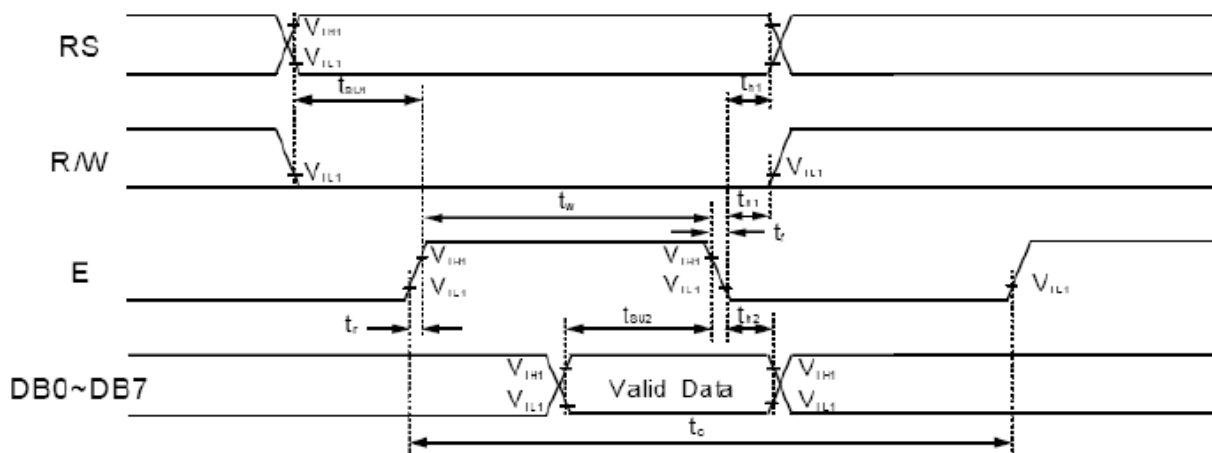 RS
VIH1
VIL1
tSU1
th1
R/W
VIL1
VIL1
tw
th1
tf
E
VIH1
VIL1
VIH1
VIL1
VIL1
tr
tSU2
th2
DB0~DB7
VIH1
VIL1
Valid Data
VIH1
VIL1
tc